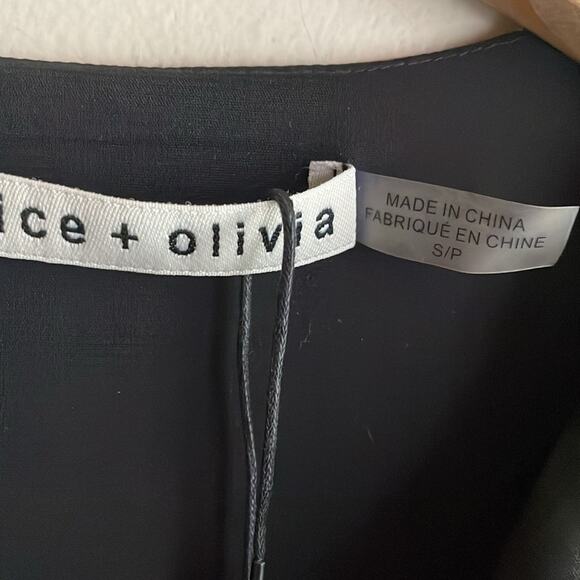 ice + olivia
MADE IN CHINA
FABRIQUÉ EN CHINE
S/P